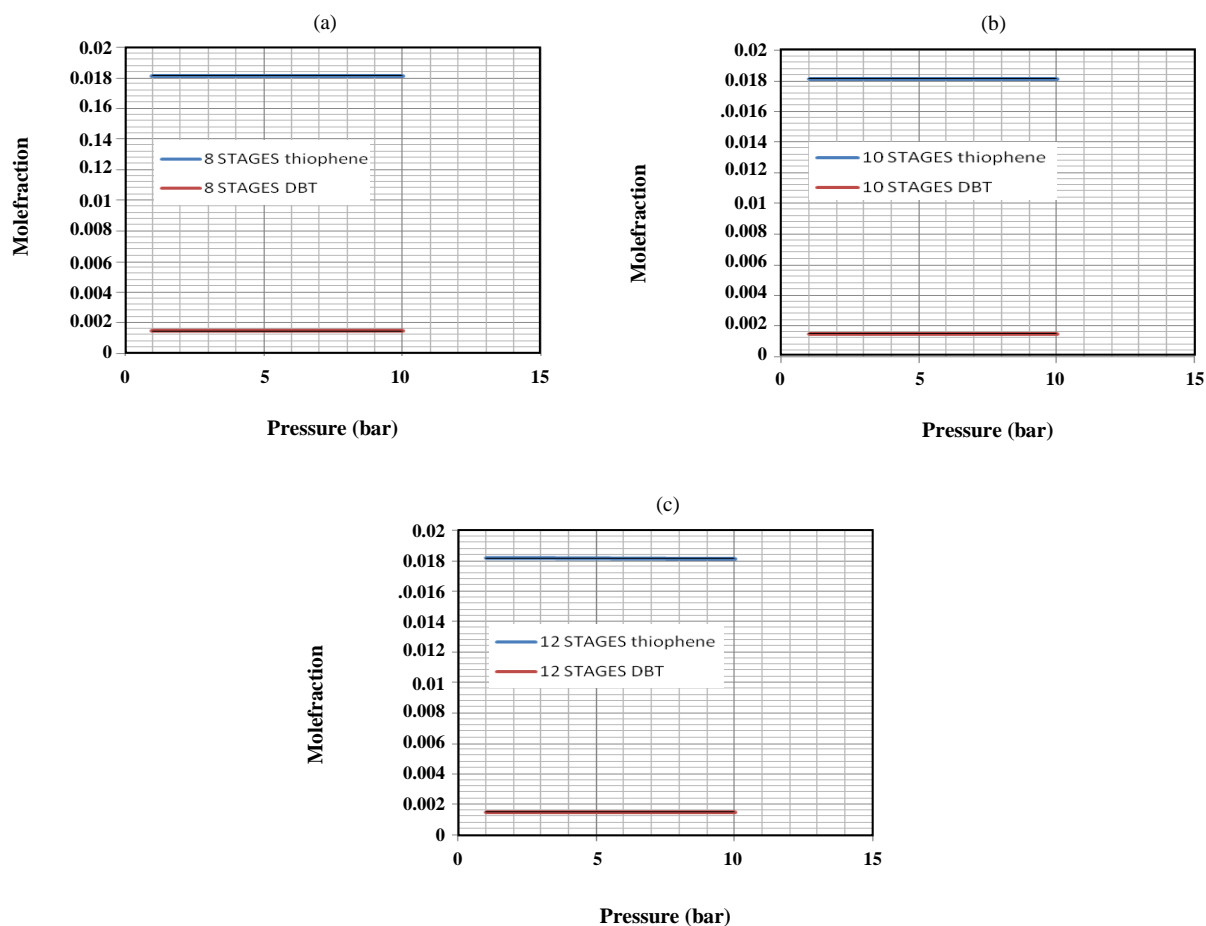 (a)
0.02
0.018
0.16
0.14
0.12
0.01
0.008
0.006
0.004
0.002
0
8 STAGES thiophene
8 STAGES DBT
0 5 10 15
Molefraction
Pressure (bar)
(b)
0.02
0.018
.0.016
0.014
0.012
0.01
0.008
0.006
0.004
0.002
0
10 STAGES thiophene
10 STAGES DBT
0 5 10 15
Molefraction
Pressure (bar)
(c)
0.02
0.018
.0.016
0.014
0.012
0.01
0.008
0.006
0.004
0.002
0
12 STAGES thiophene
12 STAGES DBT
0 5 10 15
Molefraction
Pressure (bar)